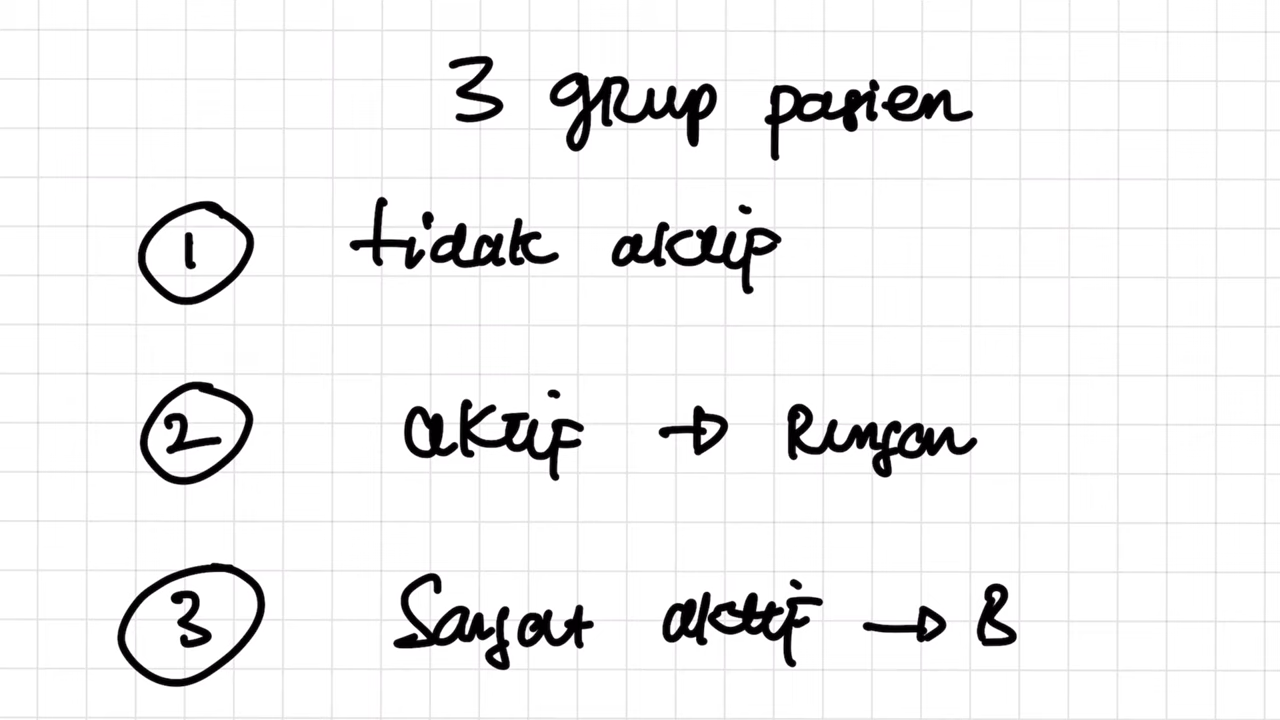 3 grup pasien
1 tidak aktif
2 aktif → Ringan
3 Sangat aktif → B